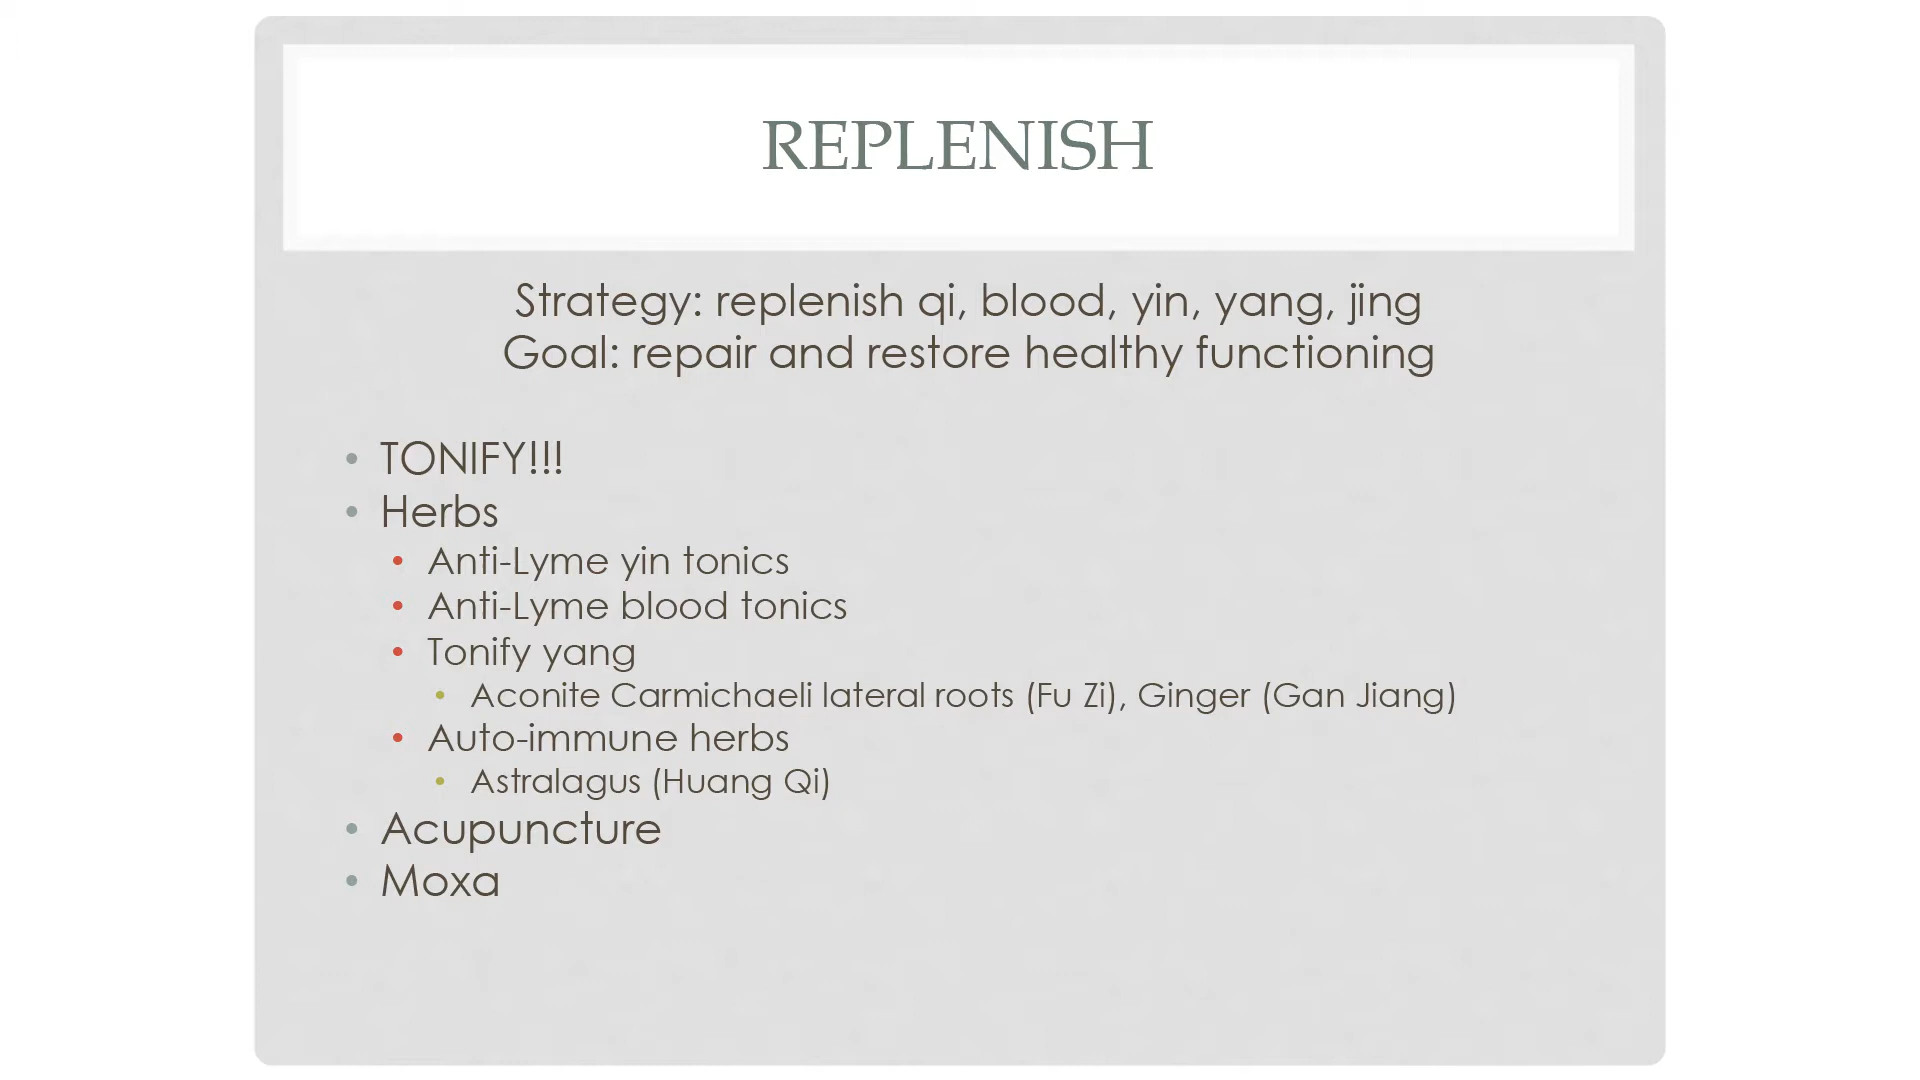 REPLENISH
Strategy: replenish qi, blood, yin, yang, jing
Goal: repair and restore healthy functioning
• TONIFY!!!
• Herbs
• Anti-Lyme yin tonics
• Anti-Lyme blood tonics
• Tonify yang
• Aconite Carmichaeli lateral roots (Fu Zi), Ginger (Gan Jiang)
• Auto-immune herbs
• Astralagus (Huang Qi)
• Acupuncture
• Moxa